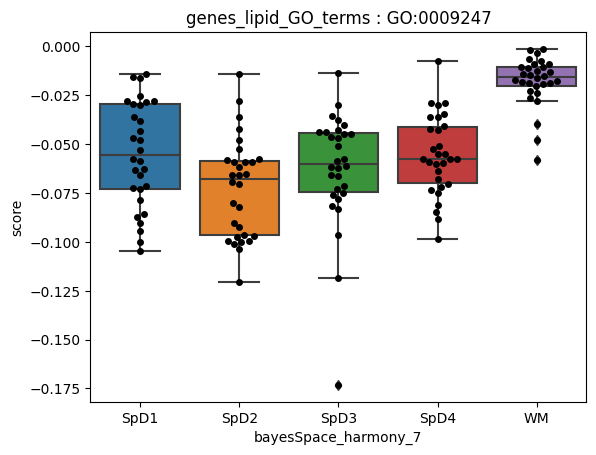 genes_lipid_GO_terms : GO:0009247
0.000
−0.025
−0.050
−0.075
−0.100
−0.125
−0.150
−0.175
score
SpD1 SpD2 SpD3 SpD4 WM
bayesSpace_harmony_7